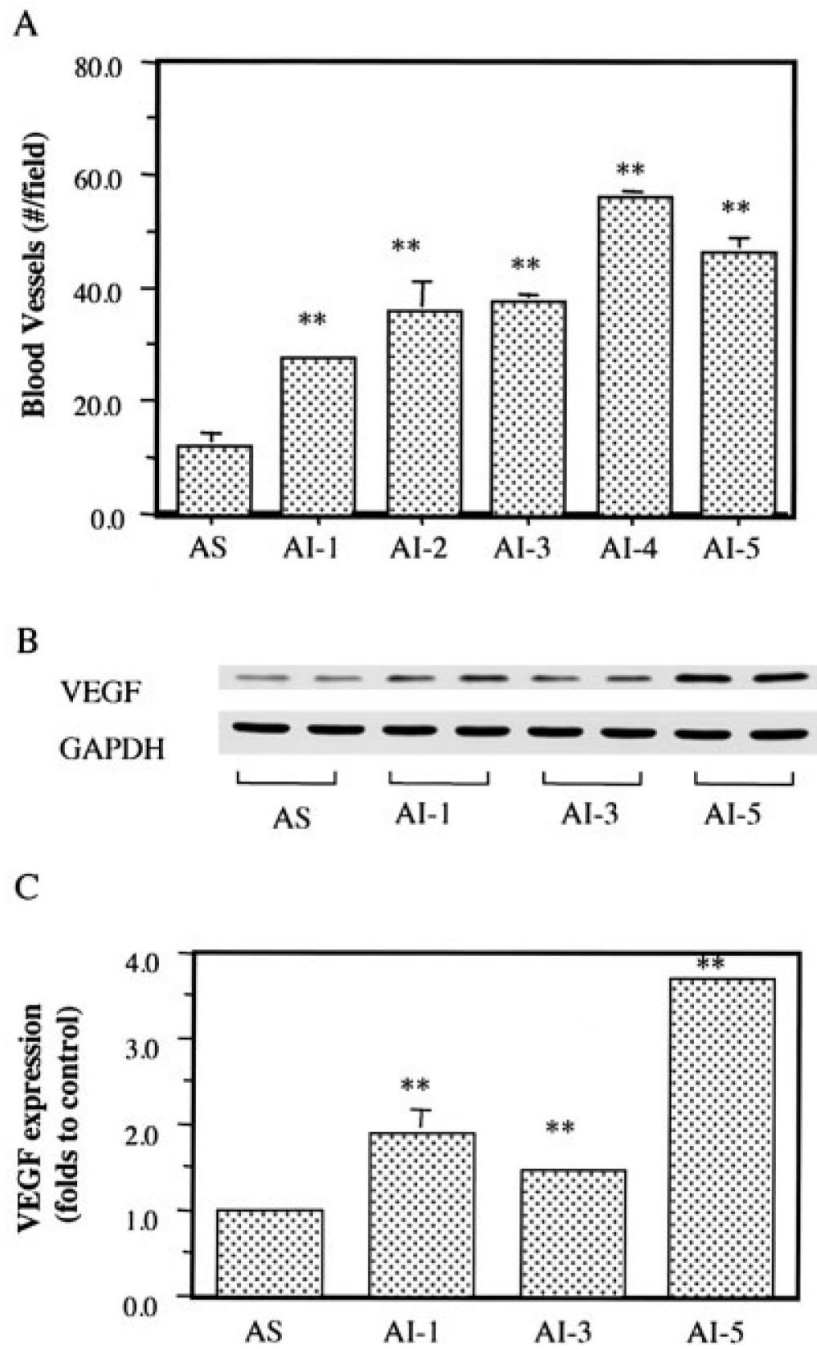 A
Blood Vessels (#/field)
80.0
60.0
40.0
20.0
0.0
**
**
**
**
**
AS AI-1 AI-2 AI-3 AI-4 AI-5
B
VEGF
GAPDH
AS AI-1 AI-3 AI-5
C
VEGF expression
(folds to control)
4.0
3.0
2.0
1.0
0.0
**
**
**
AS AI-1 AI-3 AI-5